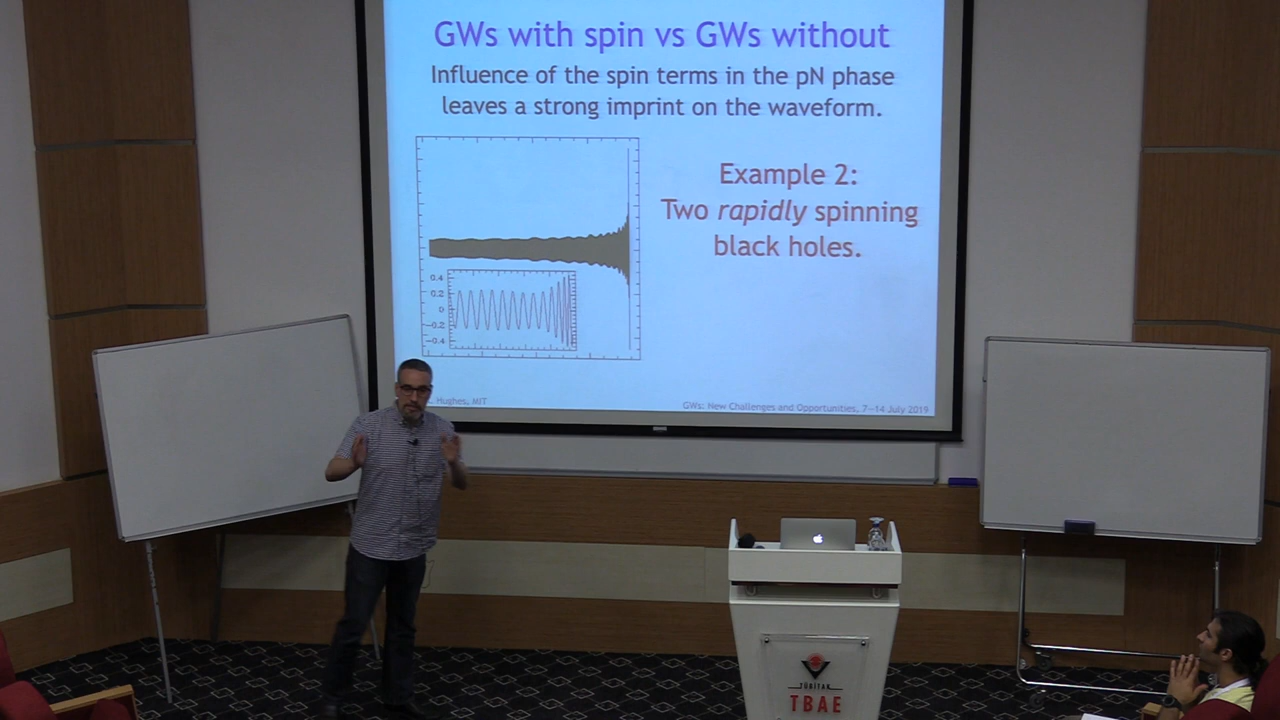 GWs with spin vs GWs without
Influence of the spin terms in the pN phase
leaves a strong imprint on the waveform.
Example 2:
Two rapidly spinning
black holes.
0.4
0.2
0
−0.2
−0.4
Hughes, MIT
GWs: New Challenges and Opportunities, 7−14 July 2019
TÜBİTAK
TBAE